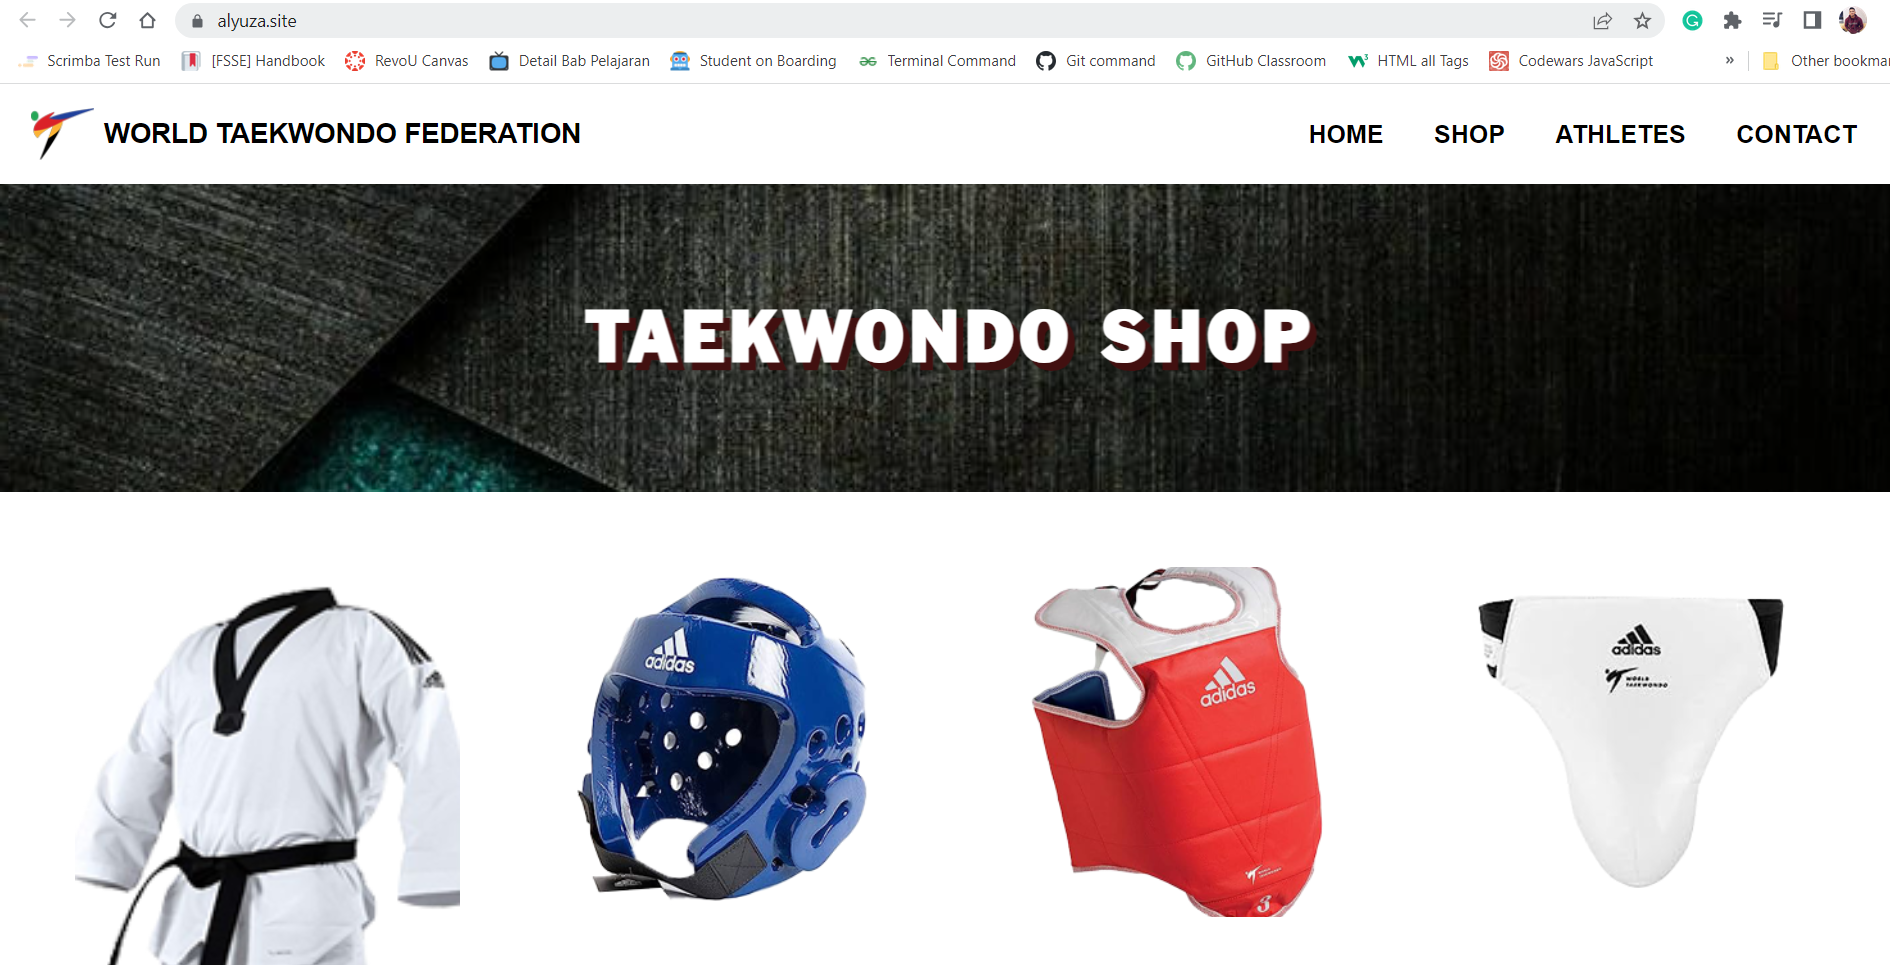 alyuza.site
Scrimba Test Run [FSSE] Handbook RevoU Canvas Detail Bab Pelajaran Student on Boarding Terminal Command Git command GitHub Classroom HTML all Tags Codewars JavaScript » Other bookmar
WORLD TAEKWONDO FEDERATION HOME SHOP ATHLETES CONTACT
TAEKWONDO SHOP
adidas
adidas
adidas
WORLD
TAEKWONDO
3